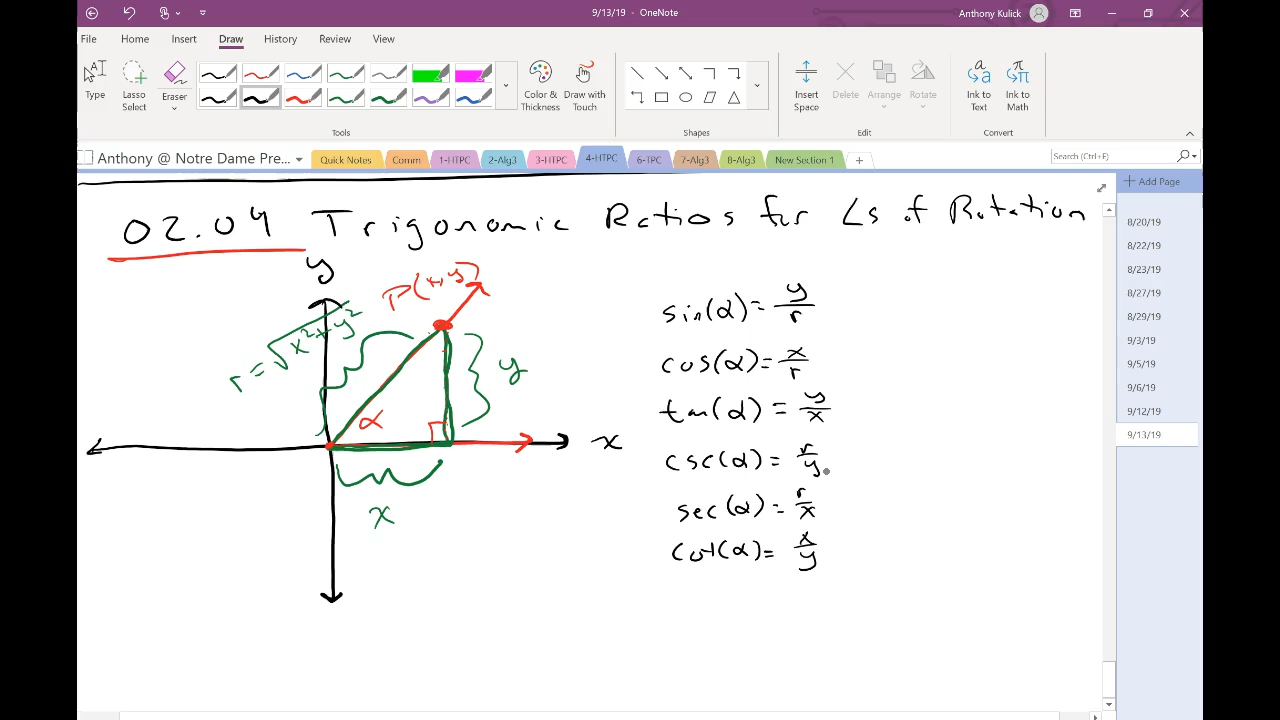 9/13/19 - OneNote
Anthony Kulick
File Home Insert Draw History Review View
Type
Lasso Select
Eraser
Color & Thickness
Draw with Touch
Insert Space
Delete
Arrange
Rotate
Ink to Text
Ink to Math
Tools
Shapes
Edit
Convert
Anthony @ Notre Dame Pre...
Quick Notes
Comm
1-HTPC
2-Alg3
3-HTPC
4-HTPC
6-TPC
7-Alg3
8-Alg3
New Section 1
Search (Ctrl+F)
Add Page
8/20/19
8/22/19
8/23/19
8/27/19
8/29/19
9/3/19
9/5/19
9/6/19
9/12/19
9/13/19
02.04 Trigonomic Ratios for ∠s of Rotation
y
P(x,y)
r = √x²+y²
y
α
x
x
sin(α) = y/r
cos(α) = x/r
tan(α) = y/x
csc(α) = r/y
sec(α) = r/x
cot(α) = x/y